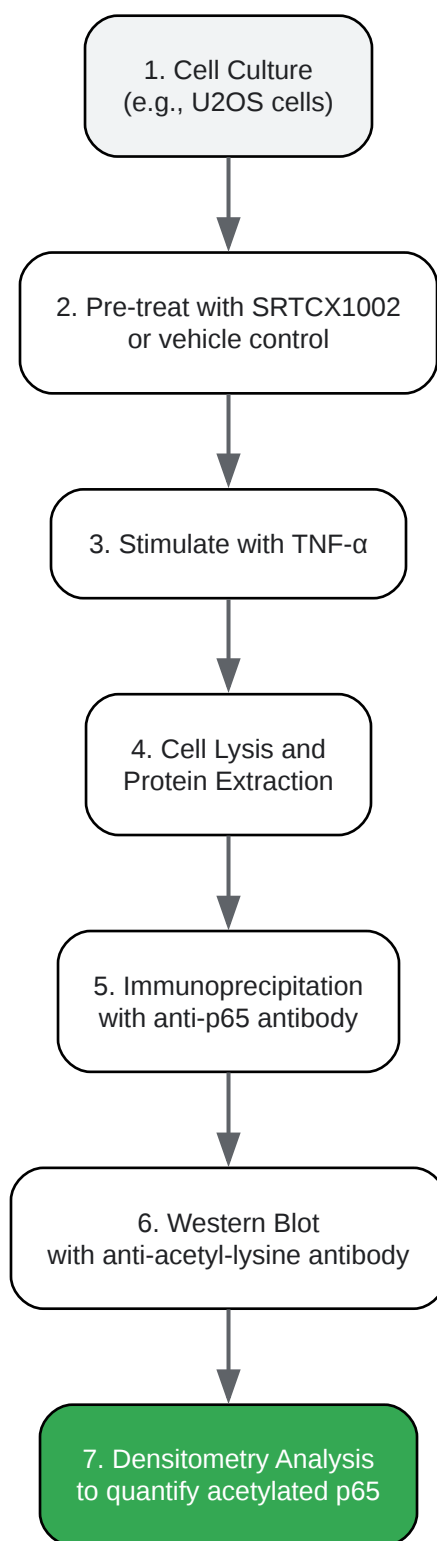 1. Cell Culture
(e.g., U2OS cells)
2. Pre-treat with SRTCX1002
or vehicle control
3. Stimulate with TNF-α
4. Cell Lysis and
Protein Extraction
5. Immunoprecipitation
with anti-p65 antibody
6. Western Blot
with anti-acetyl-lysine antibody
7. Densitometry Analysis
to quantify acetylated p65